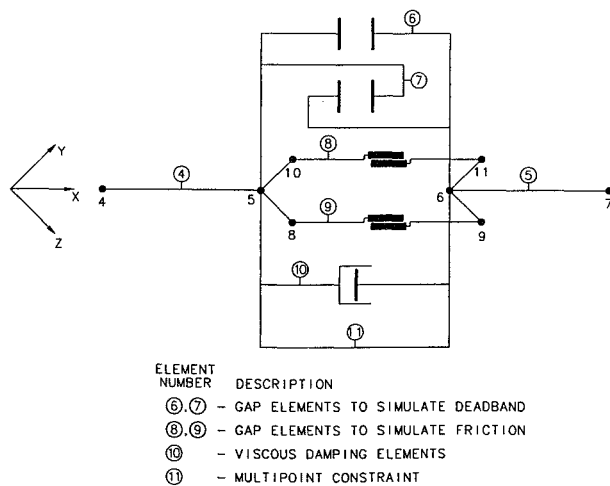 6
7
Y
8
10
11
4
X
4
5
6
5
7
Z
9
8
9
10
11
ELEMENT
NUMBER DESCRIPTION
6,7 - GAP ELEMENTS TO SIMULATE DEADBAND
8,9 - GAP ELEMENTS TO SIMULATE FRICTION
10 - VISCOUS DAMPING ELEMENTS
11 - MULTIPOINT CONSTRAINT